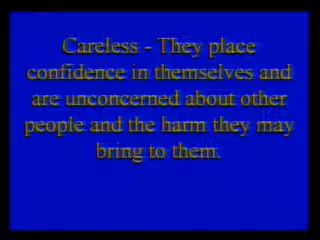 Careless - They place
confidence in themselves and
are unconcerned about other
people and the harm they may
bring to them.